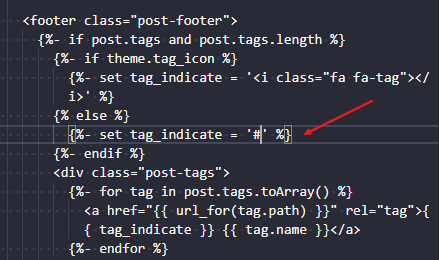 <footer class="post-footer">
{%- if post.tags and post.tags.length %}
{%- if theme.tag_icon %}
{%- set tag_indicate = '<i class="fa fa-tag"></
i>' %}
{% else %}
{%- set tag_indicate = '#' %}
{%- endif %}
<div class="post-tags">
{%- for tag in post.tags.toArray() %}
<a href="{{ url_for(tag.path) }}" rel="tag">{
{ tag_indicate }} {{ tag.name }}</a>
{%- endfor %}